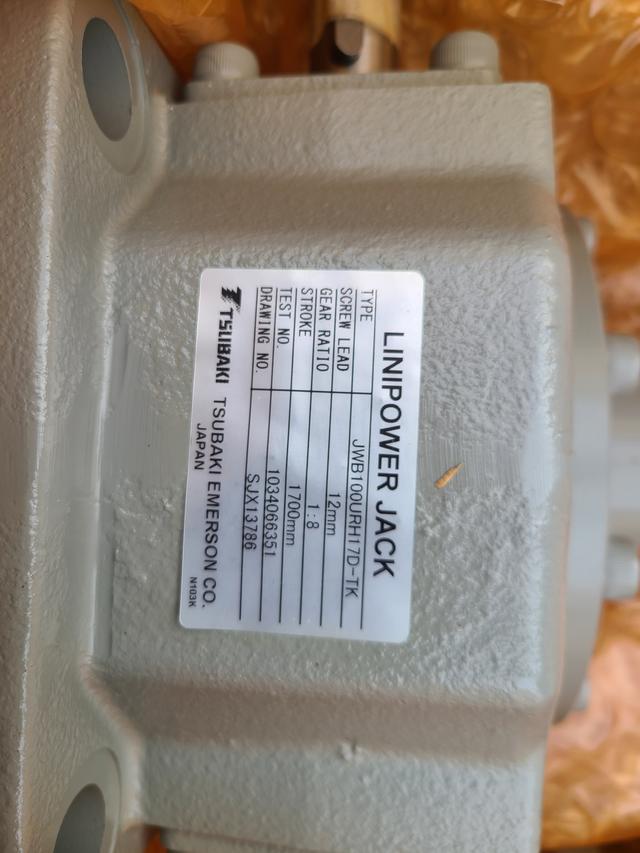 LINIPOWER JACK
TYPE JWB100URH17D-TK
SCREW LEAD 12mm
GEAR RATIO 1:8
STROKE 1700mm
TEST NO. 1034066351
DRAWING NO. SJX13786
TSUBAKI TSUBAKI EMERSON CO.
JAPAN
N103K